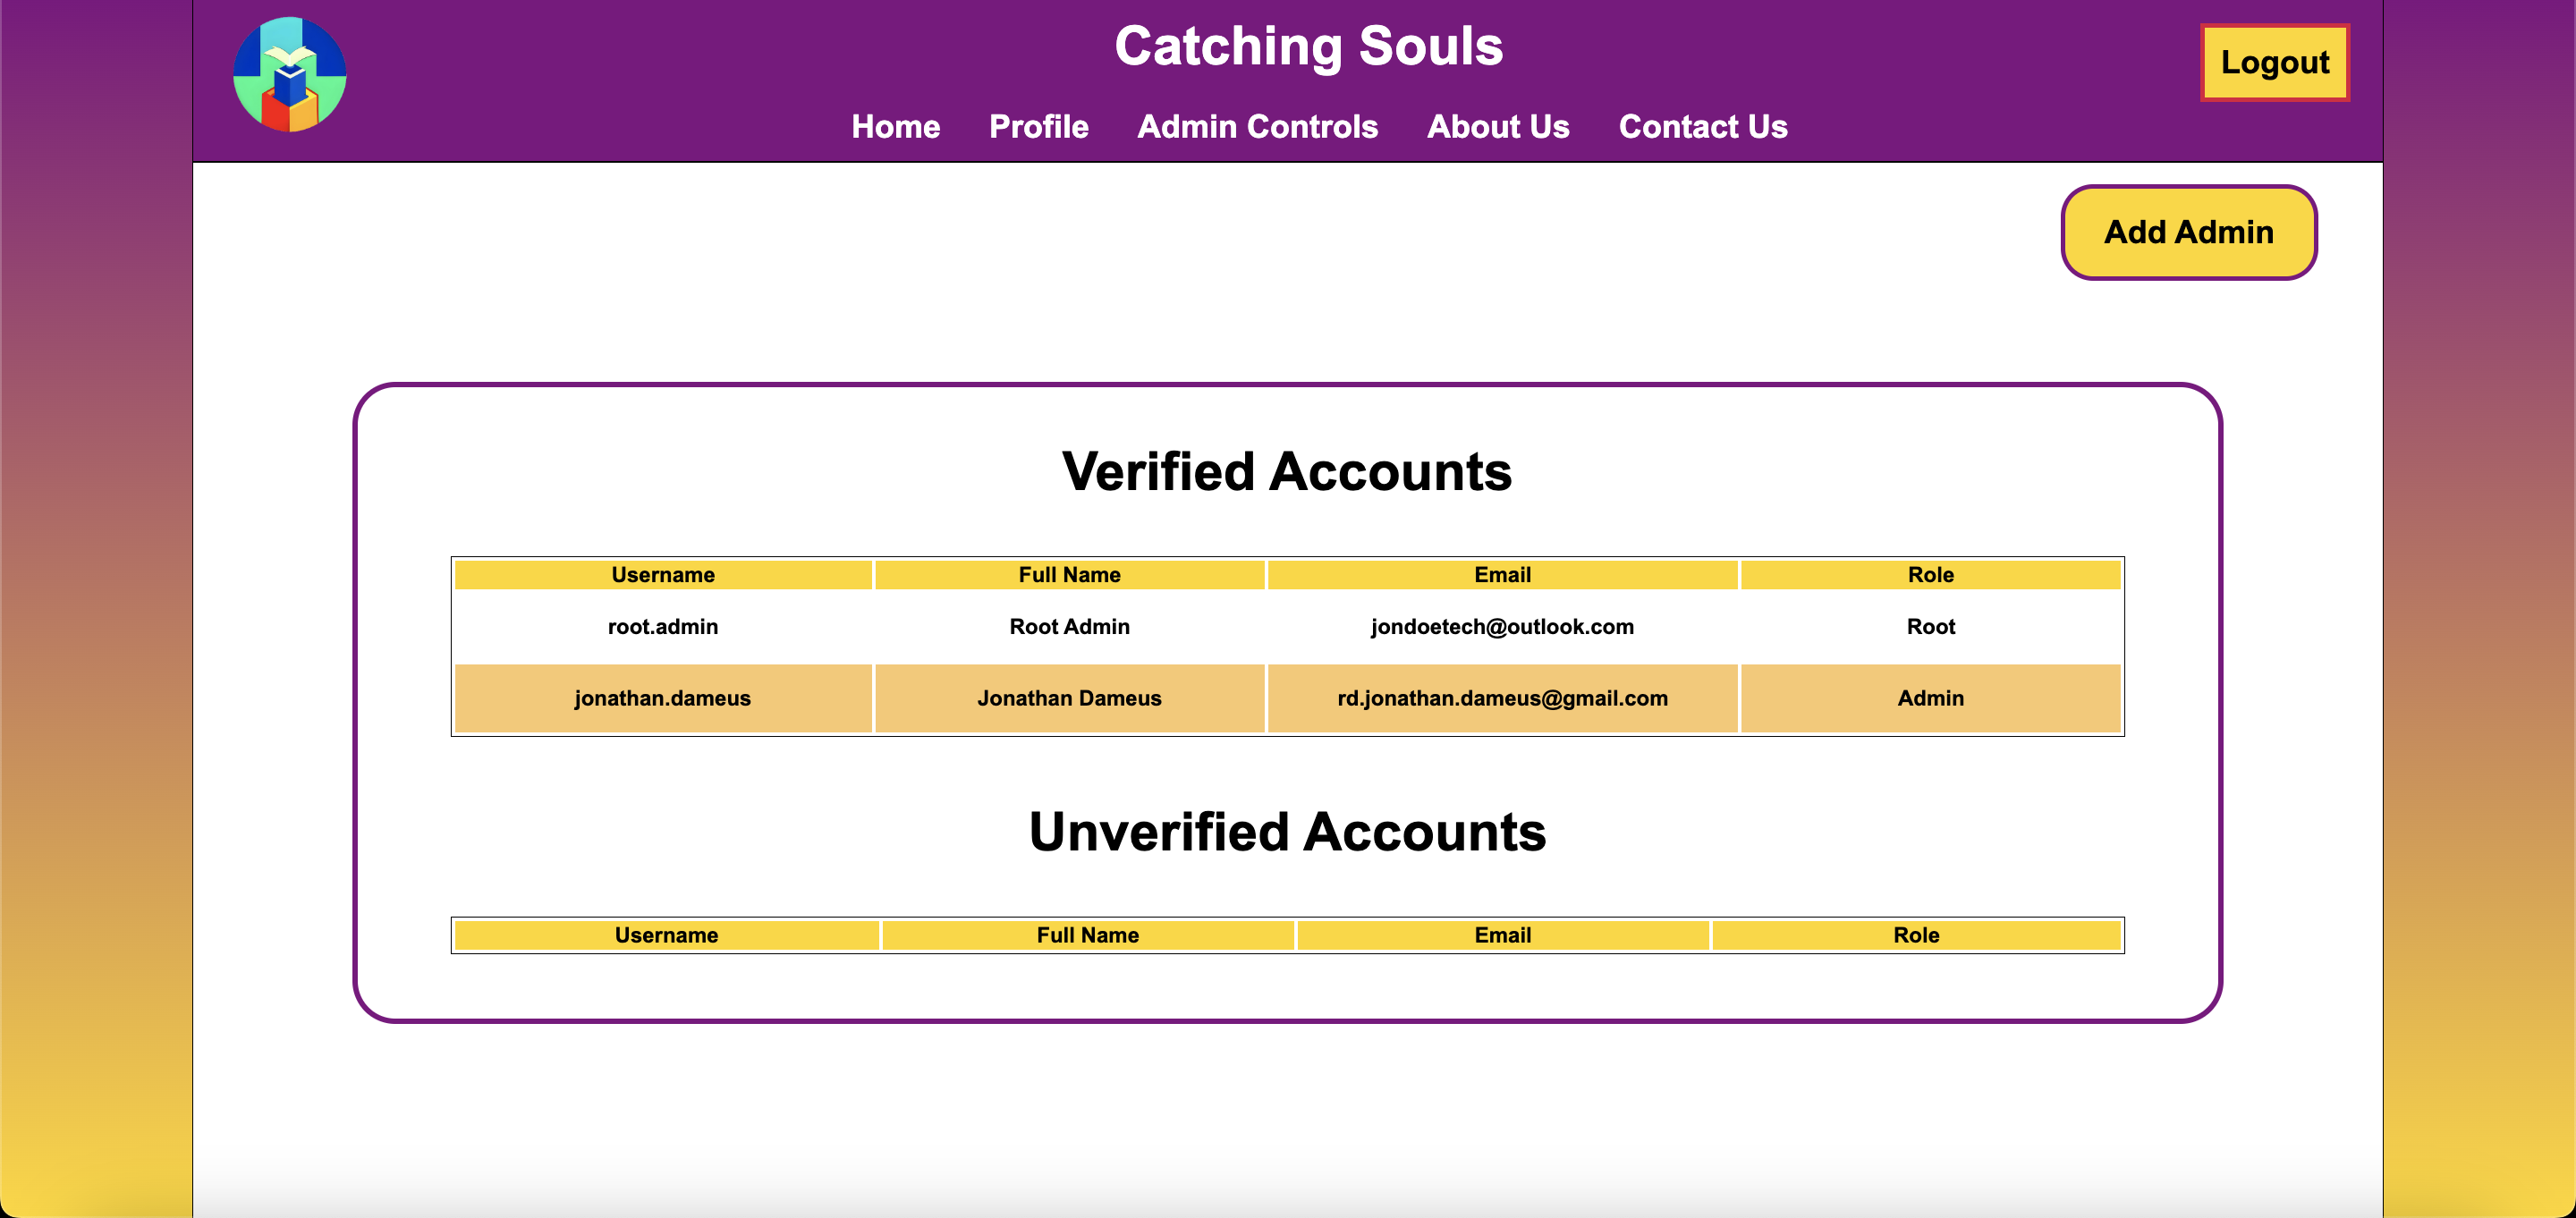 Catching Souls
Logout
Home Profile Admin Controls About Us Contact Us
Add Admin
Verified Accounts
Username Full Name Email Role
root.admin Root Admin jondoetech@outlook.com Root
jonathan.dameus Jonathan Dameus rd.jonathan.dameus@gmail.com Admin
Unverified Accounts
Username Full Name Email Role